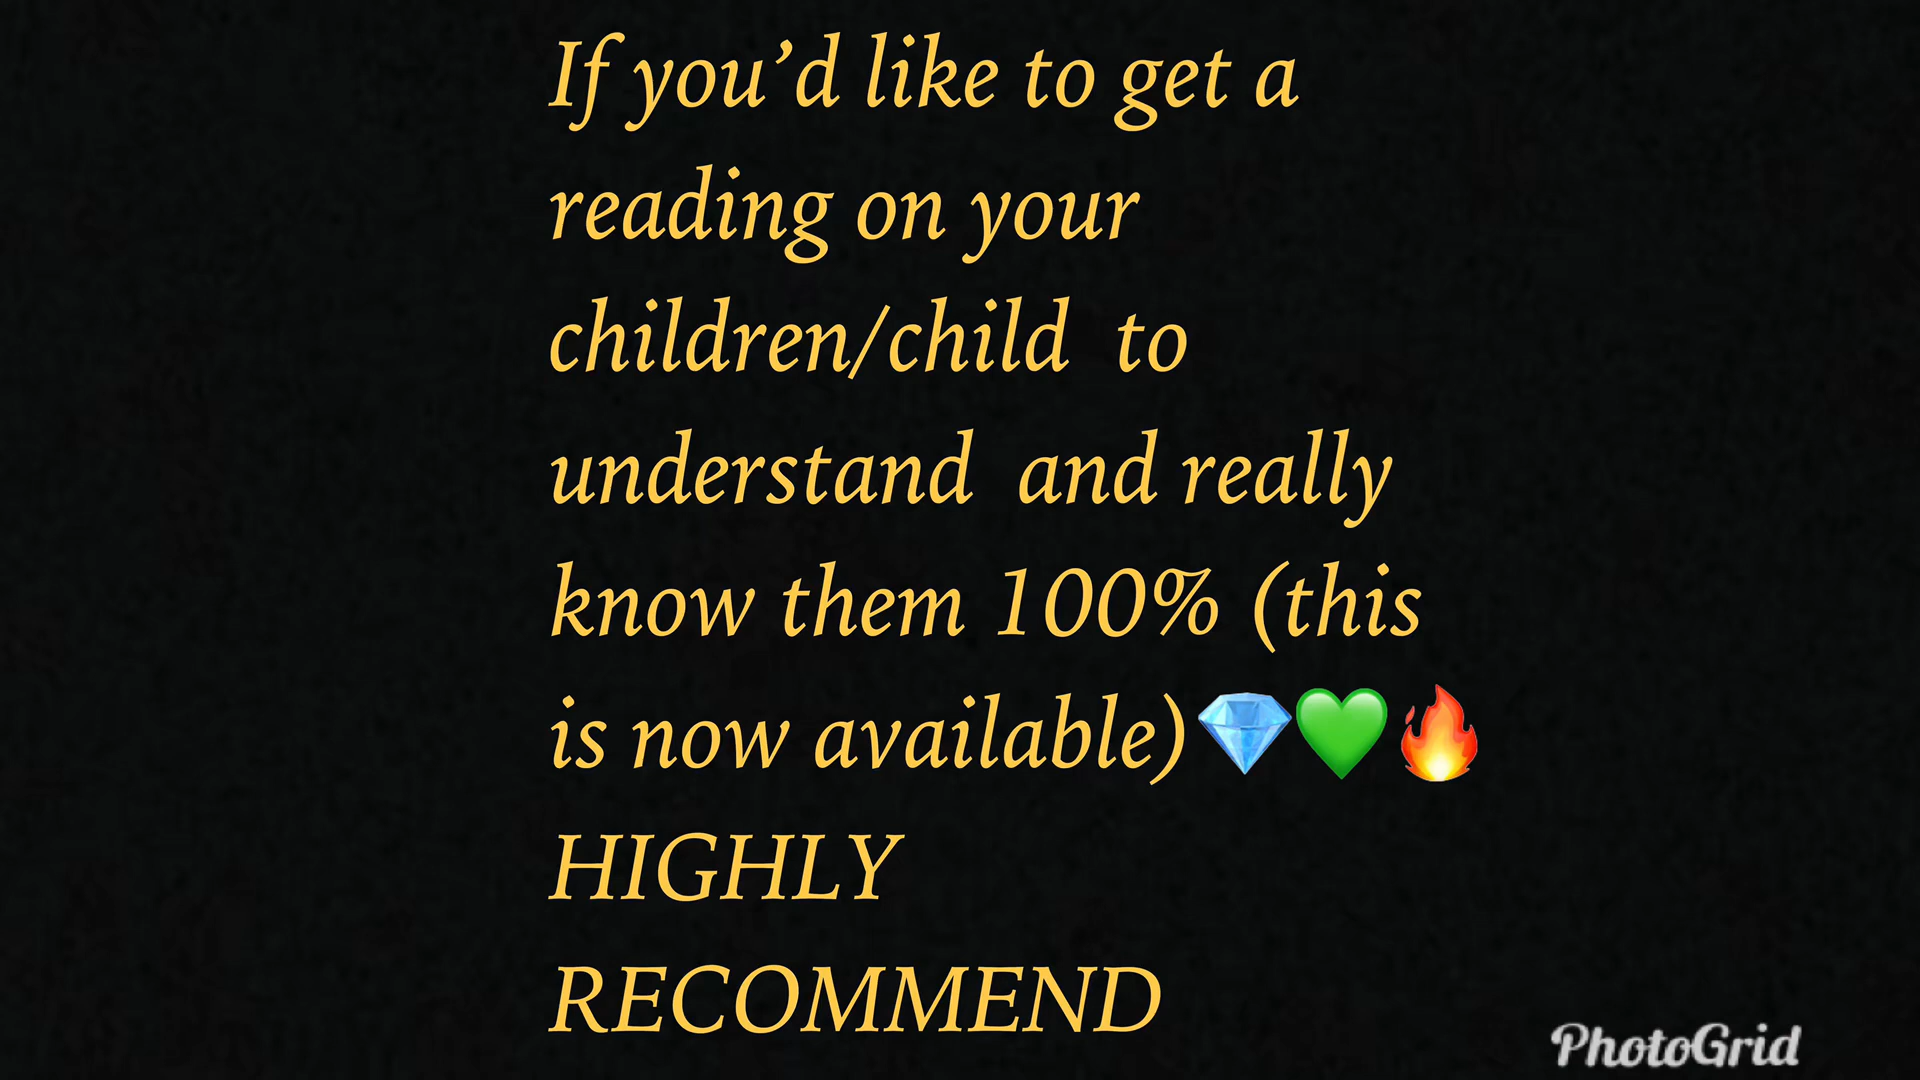 If you’d like to get a
reading on your
children/child  to
understand  and really
know them 100% (this
is now available)💎💚🔥
HIGHLY
RECOMMEND
PhotoGrid